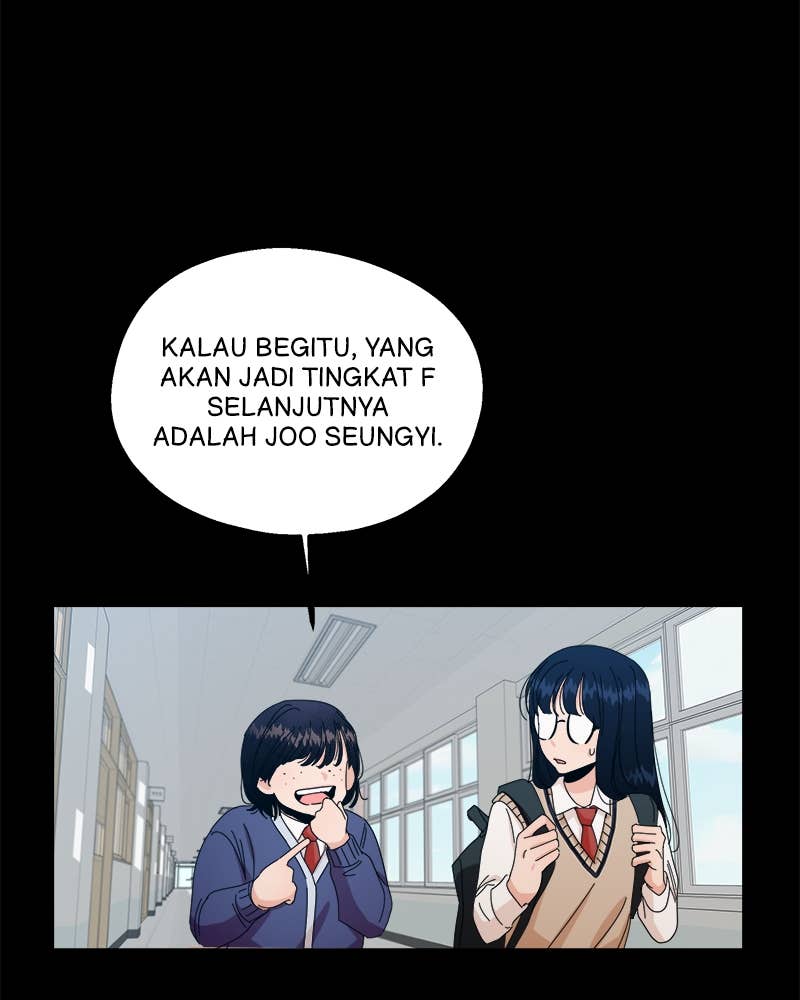 KALAU BEGITU, YANG
AKAN JADI TINGKAT F
SELANJUTNYA
ADALAH JOO SEUNGYI.